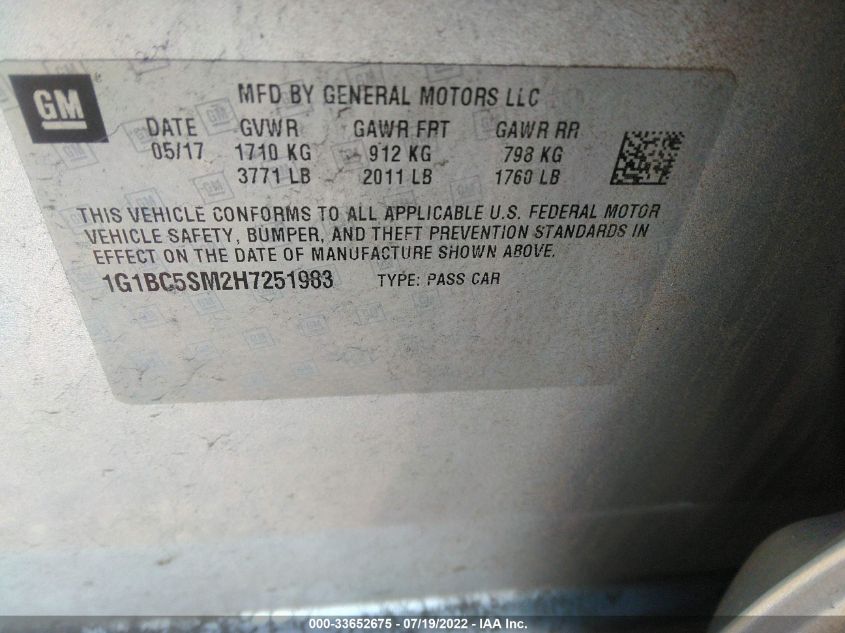 GM
MFD BY GENERAL MOTORS LLC
DATE GVWR GAWR FRT GAWR RR
05/17 1710 KG 912 KG 798 KG
3771 LB 2011 LB 1760 LB
THIS VEHICLE CONFORMS TO ALL APPLICABLE U.S. FEDERAL MOTOR
VEHICLE SAFETY, BUMPER, AND THEFT PREVENTION STANDARDS IN
EFFECT ON THE DATE OF MANUFACTURE SHOWN ABOVE.
1G1BC5SM2H7251983 TYPE: PASS CAR
000-33652675 - 07/19/2022 - IAA Inc.